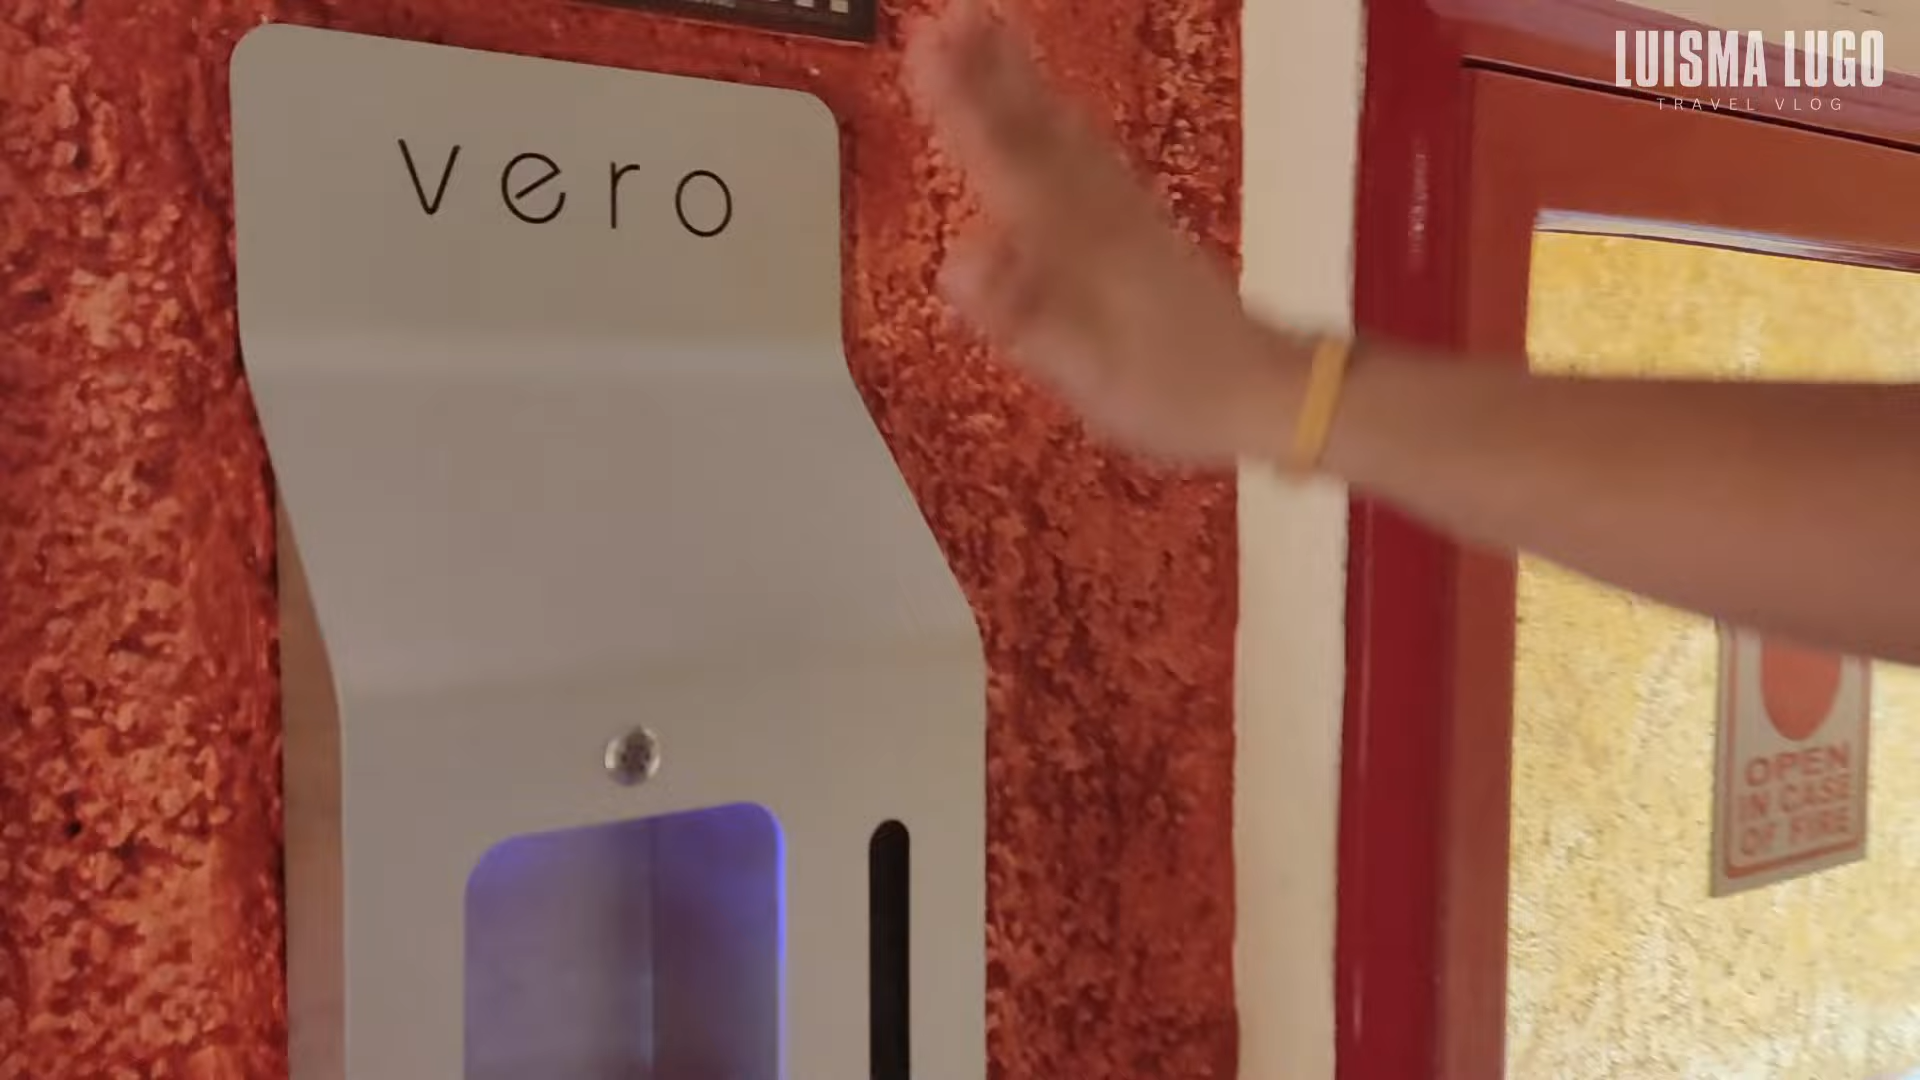 LUISMA LUGO
TRAVEL VLOG
vero
OPEN
IN CASE
OF FIRE